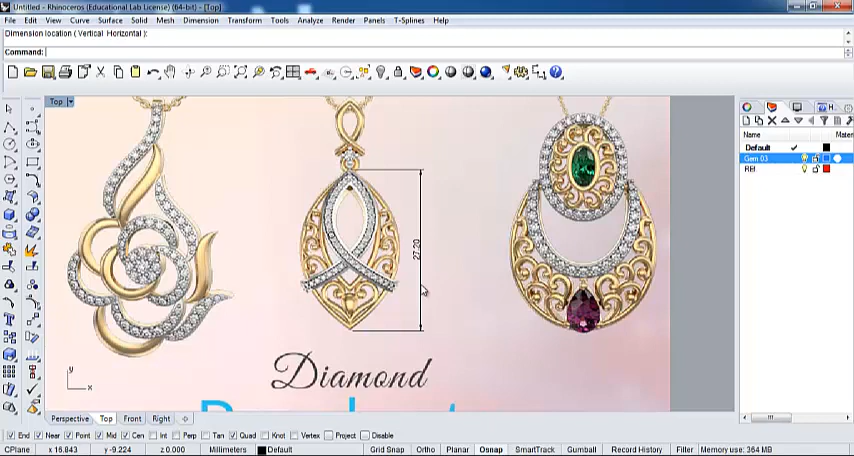 Untitled - Rhinoceros (Educational Lab License) (64-bit) - [Top]
File Edit View Curve Surface Solid Mesh Dimension Transform Tools Analyze Render Panels T-Splines Help
Dimension location ( Vertical Horizontal ):
Command:
Top
Name Mater
Default
Gem 03
REl
27.20
Diamond
y
x
Perspective Top Front Right
End Near Point Mid Cen Int Perp Tan Quad Knot Vertex Project Disable
CPlane x 16.843 y -9.224 z 0.000 Millimeters Default Grid Snap Ortho Planar Osnap SmartTrack Gumball Record History Filter Memory use: 364 MB